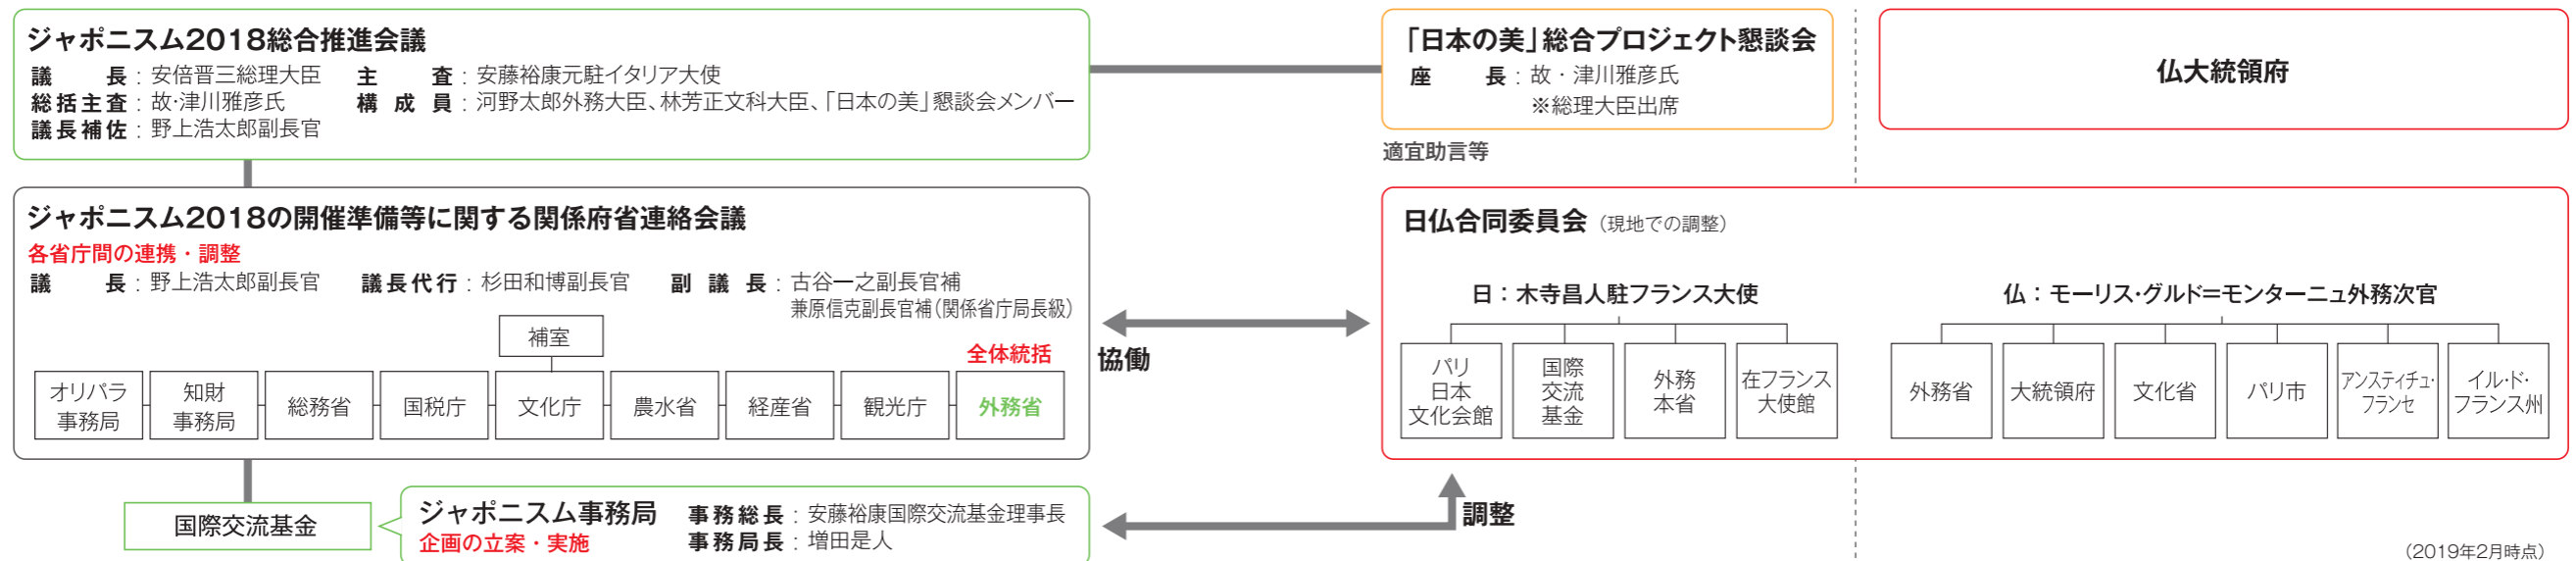 ジャポニスム2018総合推進会議
議長：安倍晋三総理大臣 主査：安藤裕康元駐イタリア大使
総括主査：故・津川雅彦氏 構成員：河野太郎外務大臣、林芳正文科大臣、「日本の美」懇談会メンバー
議長補佐：野上浩太郎副長官
「日本の美」総合プロジェクト懇談会
座長：故・津川雅彦氏
※総理大臣出席
適宜助言等
仏大統領府
ジャポニスム2018の開催準備等に関する関係府省連絡会議
各省庁間の連携・調整
議長：野上浩太郎副長官 議長代行：杉田和博副長官 副議長：古谷一之副長官補
兼原信克副長官補（関係省庁局長級）
補室
全体統括
オリパラ
事務局
知財
事務局
総務省
国税庁
文化庁
農水省
経産省
観光庁
外務省
協働
日仏合同委員会（現地での調整）
日：木寺昌人駐フランス大使
パリ
日本
文化会館
国際
交流
基金
外務
本省
在フランス
大使館
仏：モーリス・グルド＝モンターニュ外務次官
外務省
大統領府
文化省
パリ市
アンスティチュ・
フランセ
イル・ド・
フランス州
国際交流基金
ジャポニスム事務局 事務総長：安藤裕康国際交流基金理事長
企画の立案・実施 事務局長：増田是人
調整
（2019年2月時点）